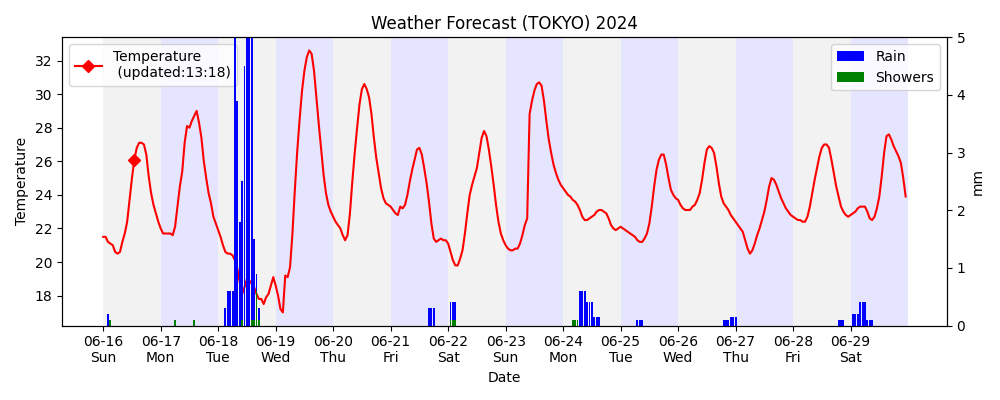 Weather Forecast (TOKYO) 2024
Temperature
(updated:13:18)
Rain
Showers
Temperature
32
30
28
26
24
22
20
18
5
4
3
2
1
0
mm
06-16 06-17 06-18 06-19 06-20 06-21 06-22 06-23 06-24 06-25 06-26 06-27 06-28 06-29
Sun Mon Tue Wed Thu Fri Sat Sun Mon Tue Wed Thu Fri Sat
Date